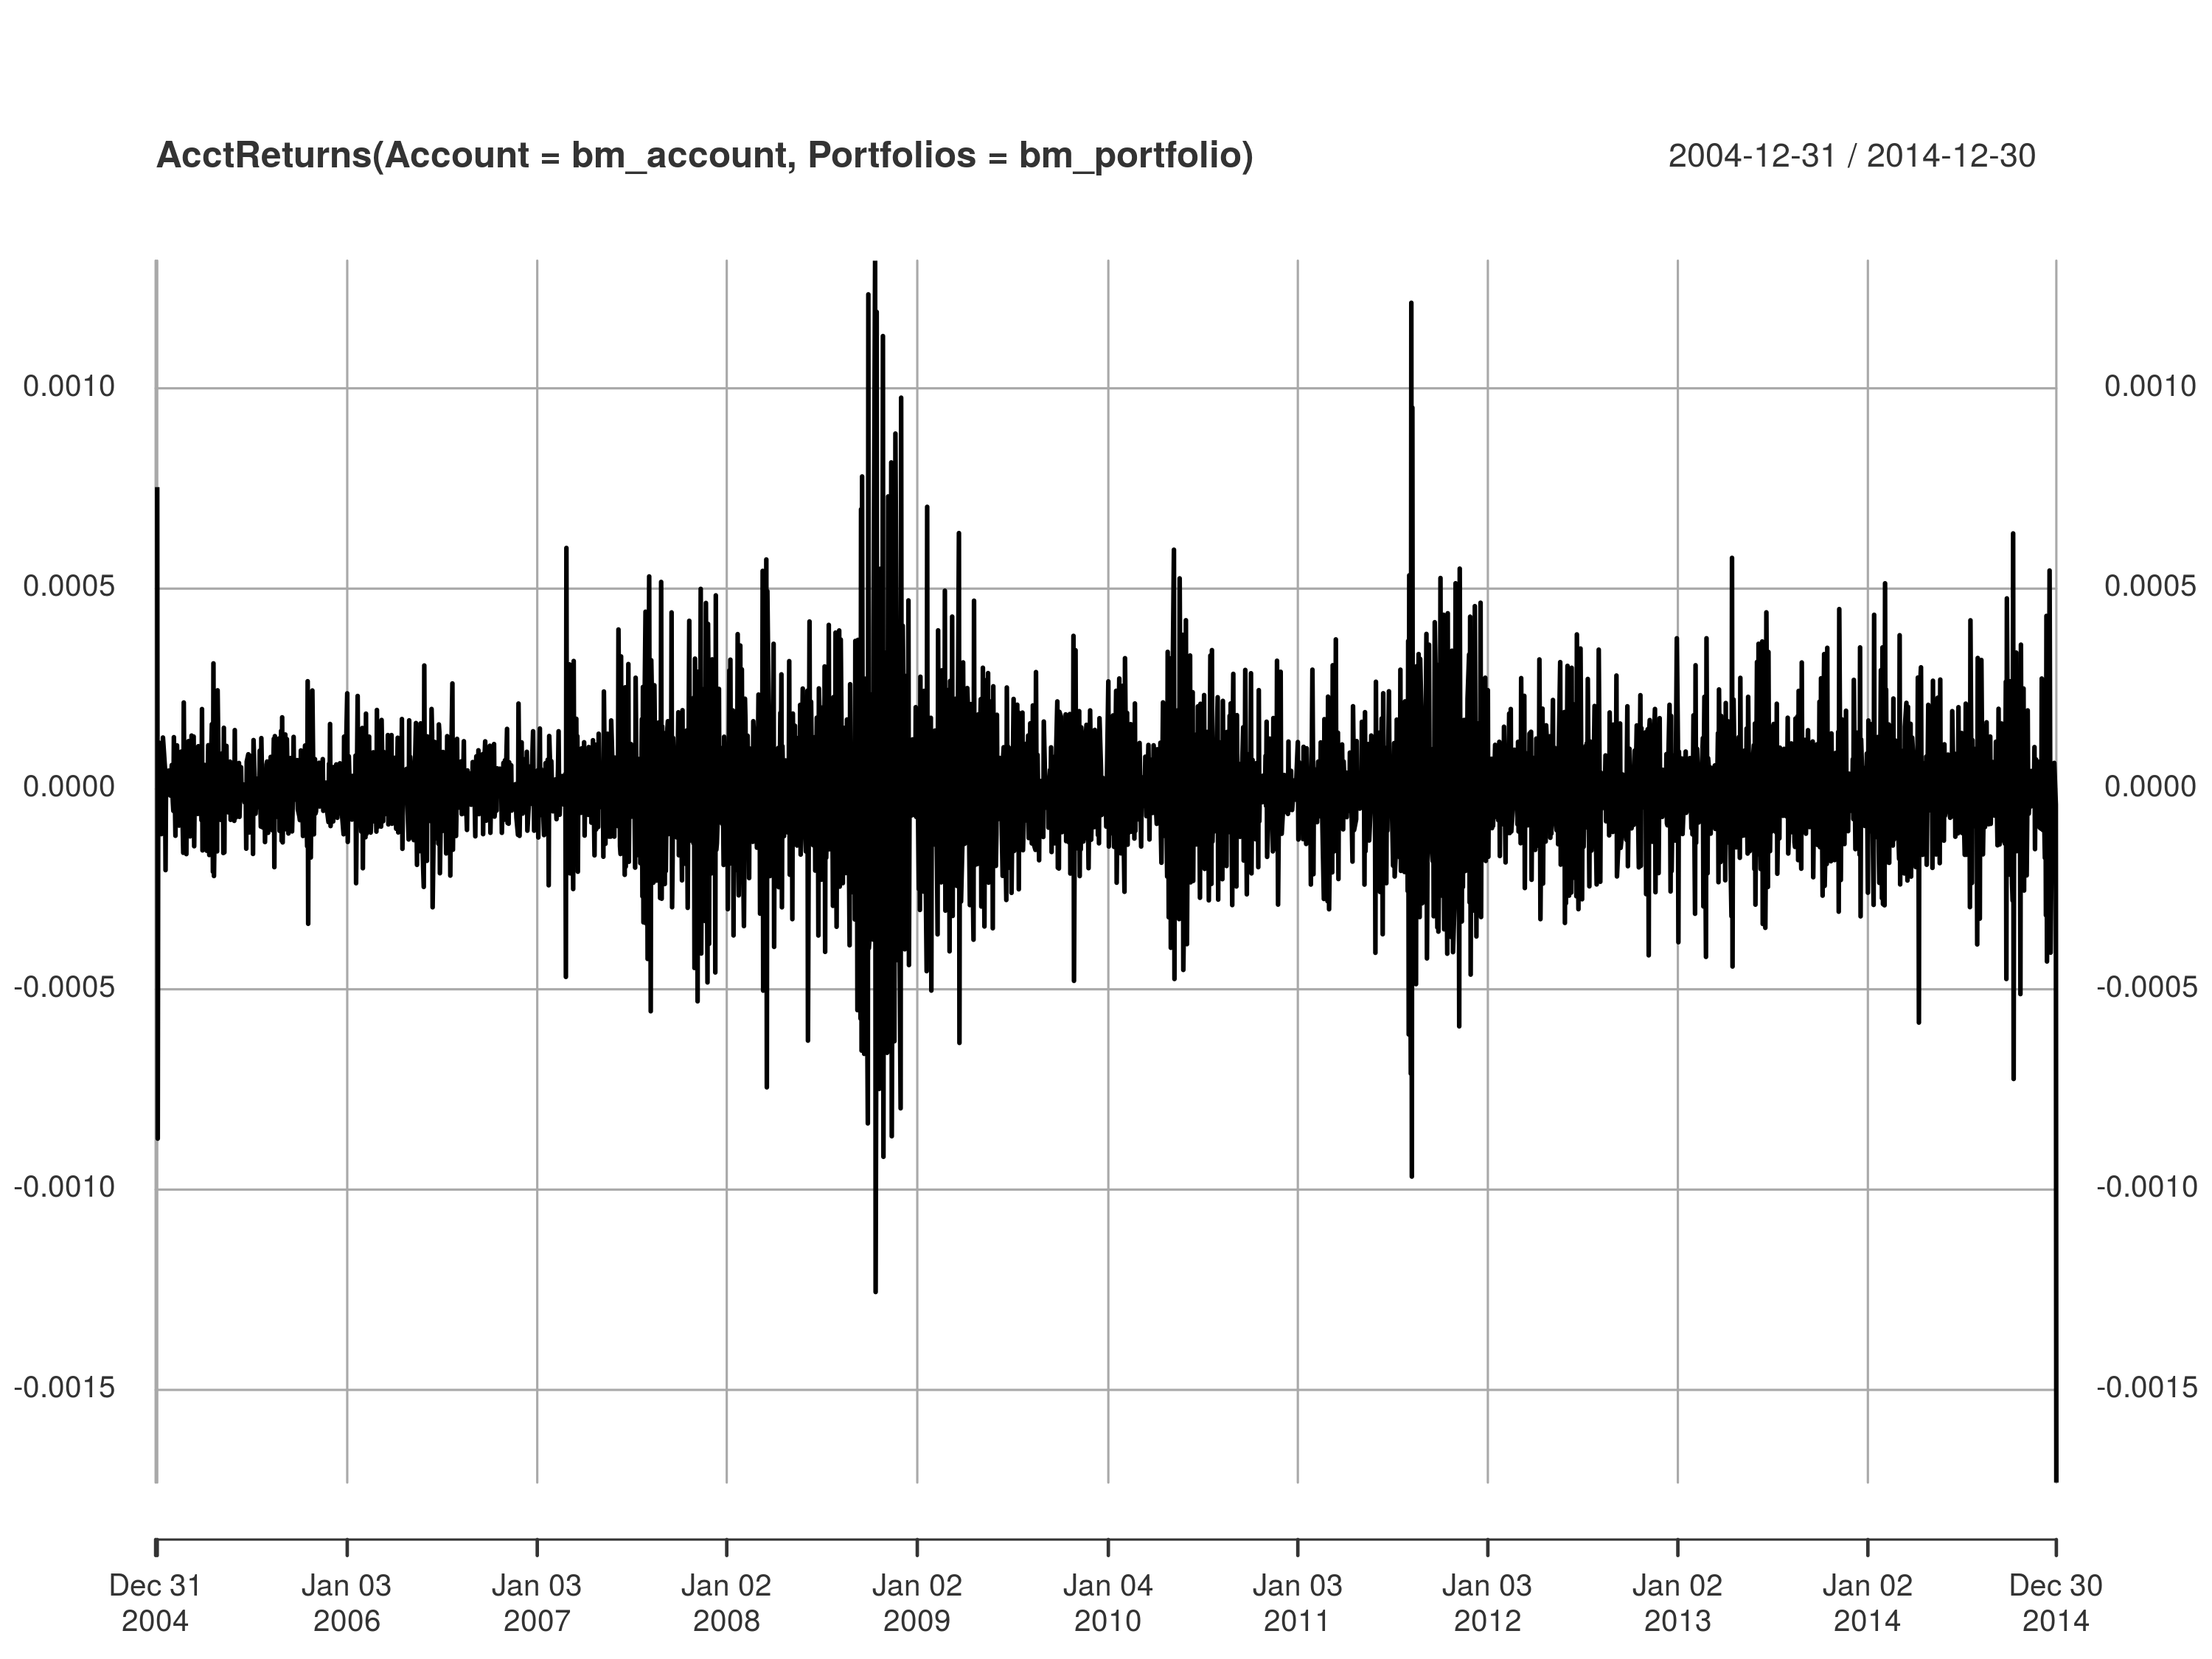 AcctReturns(Account = bm_account, Portfolios = bm_portfolio) 2004-12-31 / 2014-12-30
0.0010 0.0010
0.0005 0.0005
0.0000 0.0000
-0.0005 -0.0005
-0.0010 -0.0010
-0.0015 -0.0015
Dec 31 Jan 03 Jan 03 Jan 02 Jan 02 Jan 04 Jan 03 Jan 03 Jan 02 Jan 02 Dec 30
2004 2006 2007 2008 2009 2010 2011 2012 2013 2014 2014